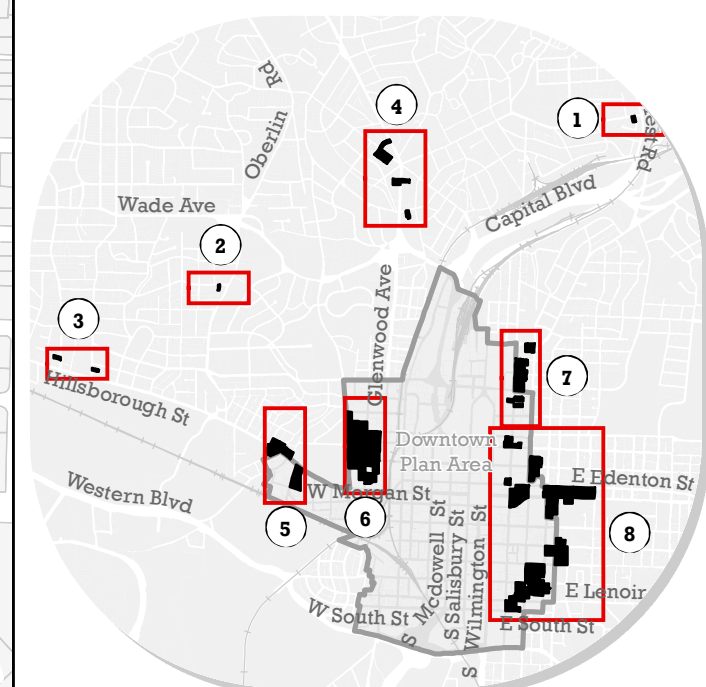 Rd
Oberlin
4
1
est Rd
Capital Blvd
Wade Ave
2
3
Glenwood Ave
Hillsborough St
7
Downtown
Plan Area
Western Blvd
W Morgan St
E Edenton St
5
6
8
S Mcdowell St
S Salisbury St
S Wilmington St
E Lenoir
W South St
E South St